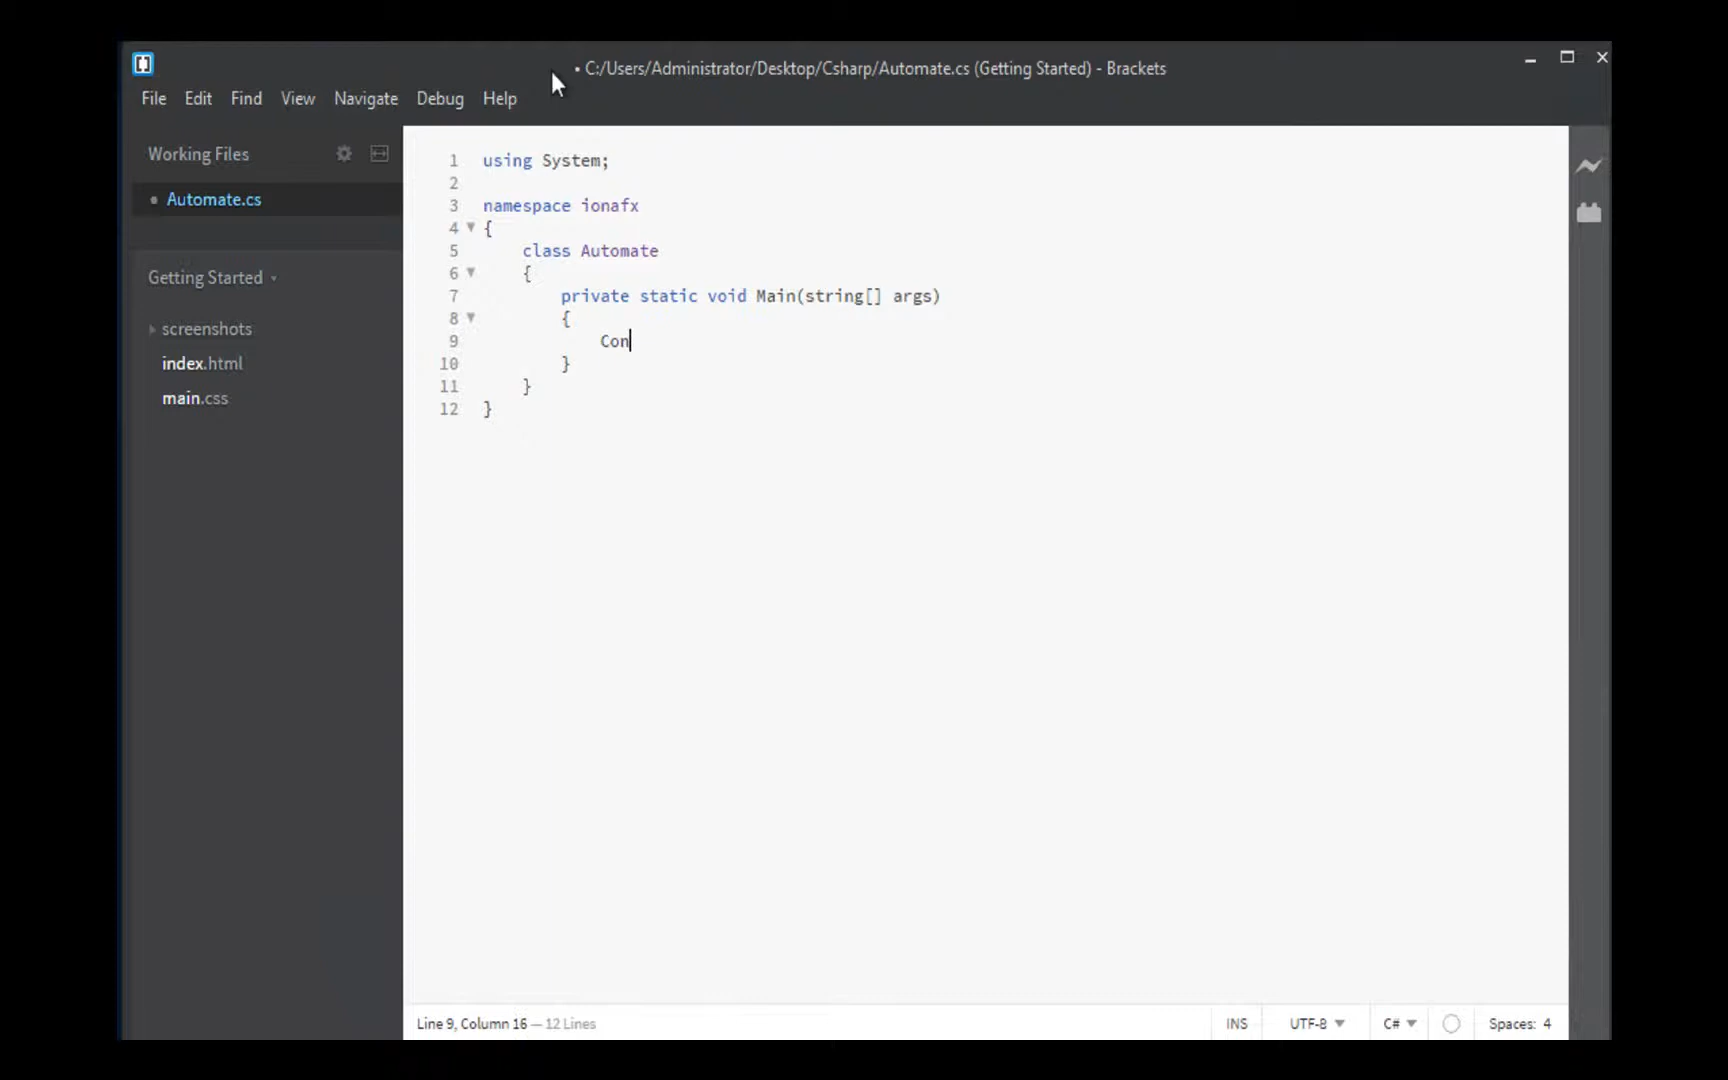 • C:/Users/Administrator/Desktop/Csharp/Automate.cs (Getting Started) - Brackets
File Edit Find View Navigate Debug Help
Working Files
• Automate.cs
Getting Started
screenshots
index.html
main.css
1 using System;
2
3 namespace ionafx
4 {
5 class Automate
6 {
7 private static void Main(string[] args)
8 {
9 Con
10 }
11 }
12 }
Line 9, Column 16 — 12 Lines
INS UTF-8 C# Spaces: 4